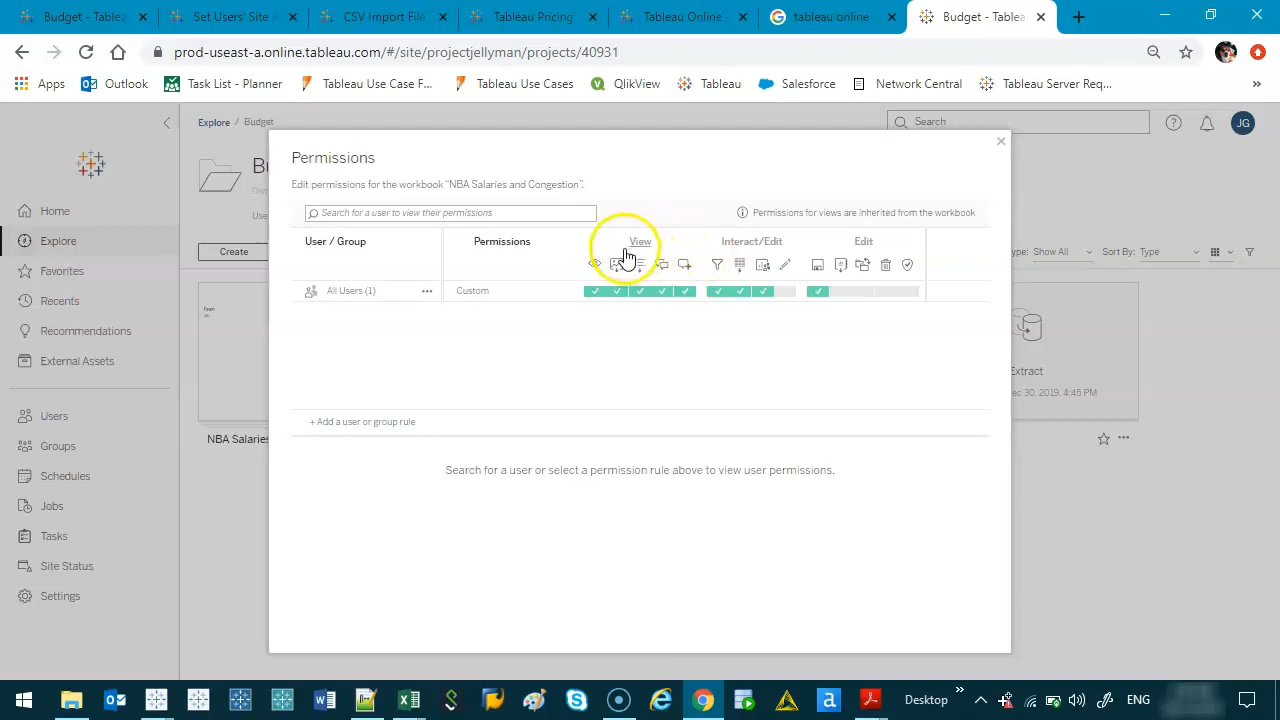 Budget - Tableau
Set Users' Site R
CSV Import File
Tableau Pricing
Tableau Online
tableau online
Budget - Tableau
prod-useast-a.online.tableau.com/#/site/projectjellyman/projects/40931
Apps
Outlook
Task List - Planner
Tableau Use Case F...
Tableau Use Cases
QlikView
Tableau
Salesforce
Network Central
Tableau Server Req...
Explore / Budget
Search
JG
Permissions
Edit permissions for the workbook "NBA Salaries and Congestion".
Search for a user to view their permissions
Permissions for views are inherited from the workbook
User / Group
Permissions
View
Interact/Edit
Edit
All Users (1)
Custom
+ Add a user or group rule
Search for a user or select a permission rule above to view user permissions.
Home
Explore
Favorites
Recents
Recommendations
External Assets
Users
Groups
Schedules
Jobs
Tasks
Site Status
Settings
Create
Show All
Sort By: Type
Extract
4:45 PM
NBA Salaries
Desktop
ENG